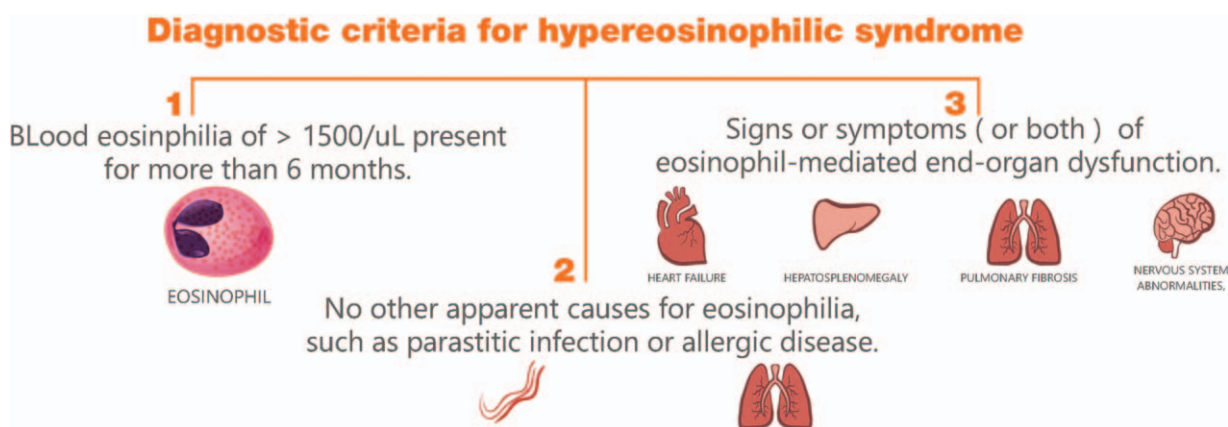 Diagnostic criteria for hypereosinophilic syndrome
1
BLood eosinphilia of > 1500/uL present
for more than 6 months.
EOSINOPHIL
2
No other apparent causes for eosinophilia,
such as parastitic infection or allergic disease.
3
Signs or symptoms ( or both ) of
eosinophil-mediated end-organ dysfunction.
HEART FAILURE
HEPATOSPLENOMEGALY
PULMONARY FIBROSIS
NERVOUS SYSTEM
ABNORMALITIES.